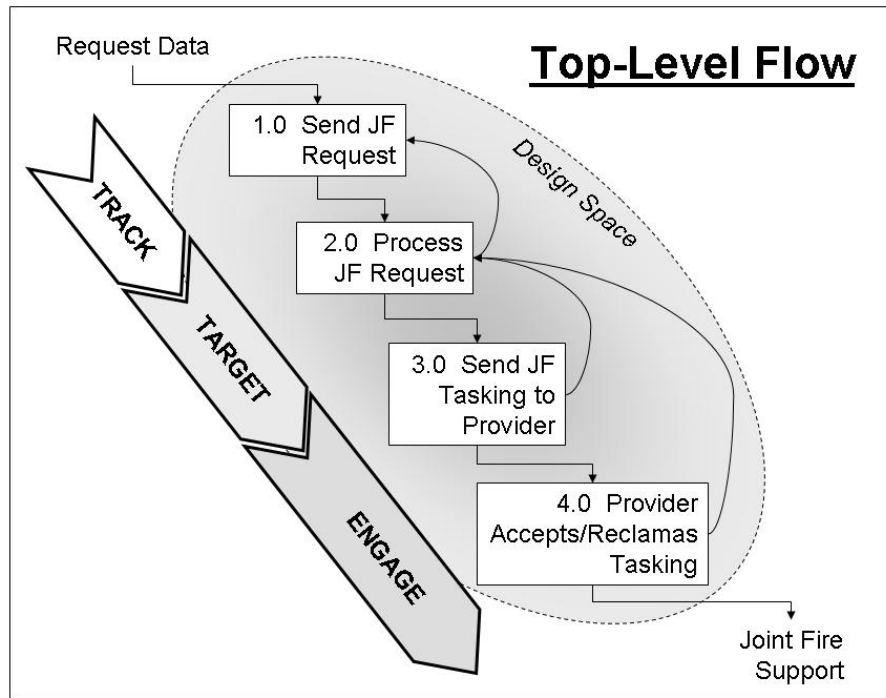 Request Data
Top-Level Flow
1.0 Send JF
Request
Design Space
2.0 Process
JF Request
TRACK
3.0 Send JF
Tasking to
Provider
TARGET
4.0 Provider
Accepts/Reclamas
Tasking
ENGAGE
Joint Fire
Support